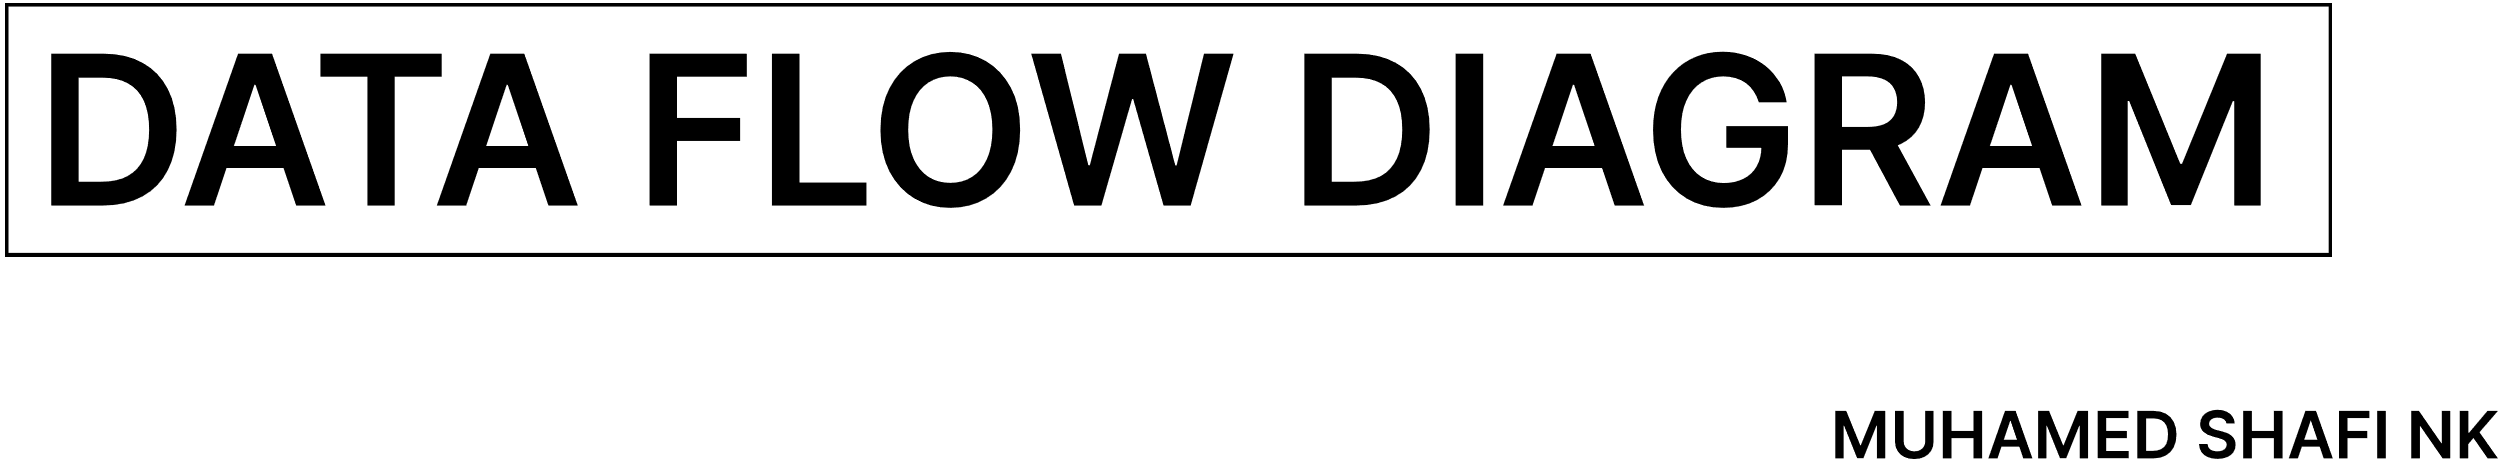 DATA FLOW DIAGRAM
MUHAMED SHAFI NK